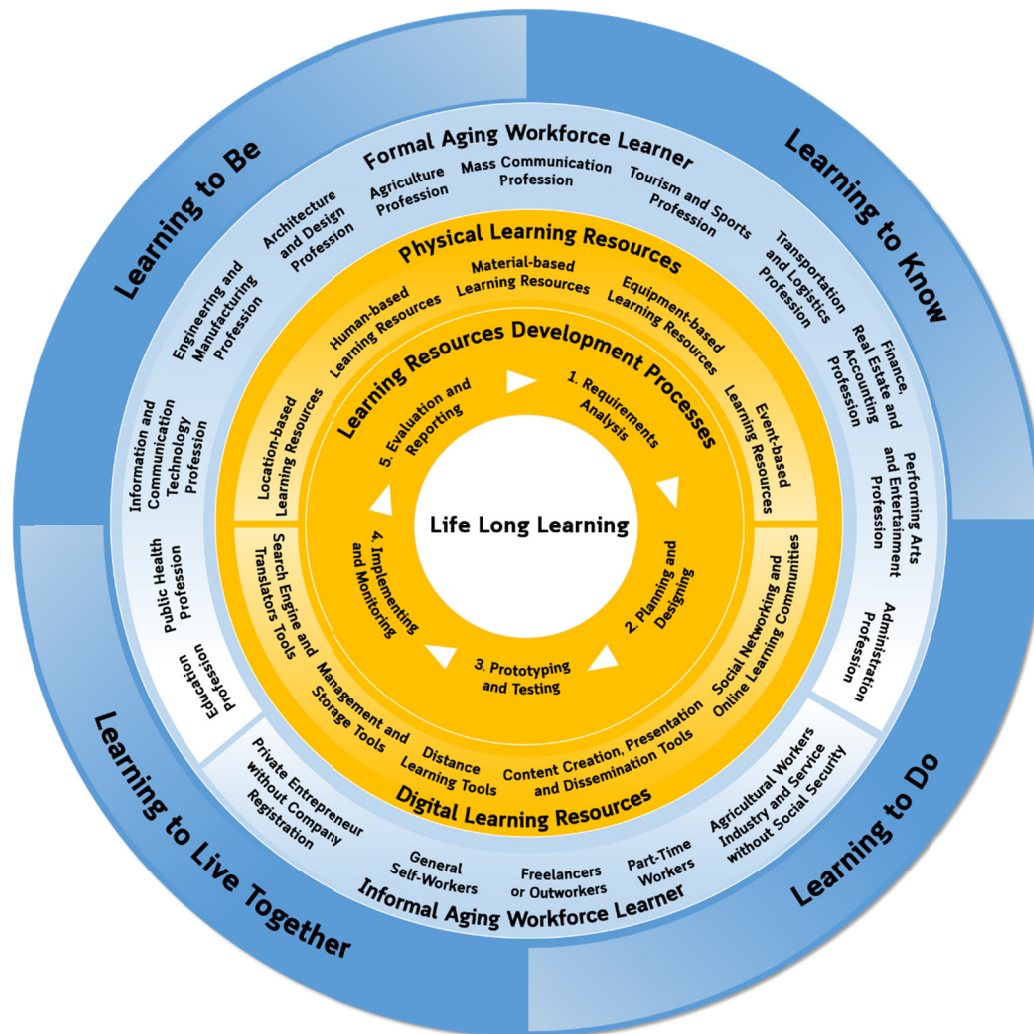 Learning to Be
Learning to Know
Learning to Do
Learning to Live Together
Formal Aging Workforce Learner
Education
Profession
Public Health
Profession
Information and
Communication
Technology
Profession
Engineering and
Manufacturing
Profession
Architecture
and Design
Profession
Agriculture
Profession
Mass Communication
Profession
Tourism and Sports
Profession
Transportation
and Logistics
Profession
Finance,
Real Estate and
Accounting
Profession
Performing Arts
and Entertainment
Profession
Administration
Profession
Private Entrepreneur
without Company
Registration
General
Self-Workers
Freelancers
or Outworkers
Part-Time
Workers
Agricultural Workers
Industry and Service
without Social Security
Informal Aging Workforce Learner
Physical Learning Resources
Location-based
Learning Resources
Human-based
Learning Resources
Material-based
Learning Resources
Equipment-based
Learning Resources
Event-based
Learning Resources
Search Engine and
Translators Tools
Management and
Storage Tools
Distance
Learning Tools
Content Creation, Presentation
and Dissemination Tools
Social Networking and
Online Learning Communities
Digital Learning Resources
Learning Resources Development Processes
1. Requirements
Analysis
2. Planning and
Designing
3. Prototyping
and Testing
4. Implementing
and Monitoring
5. Evaluation and
Reporting
Life Long Learning